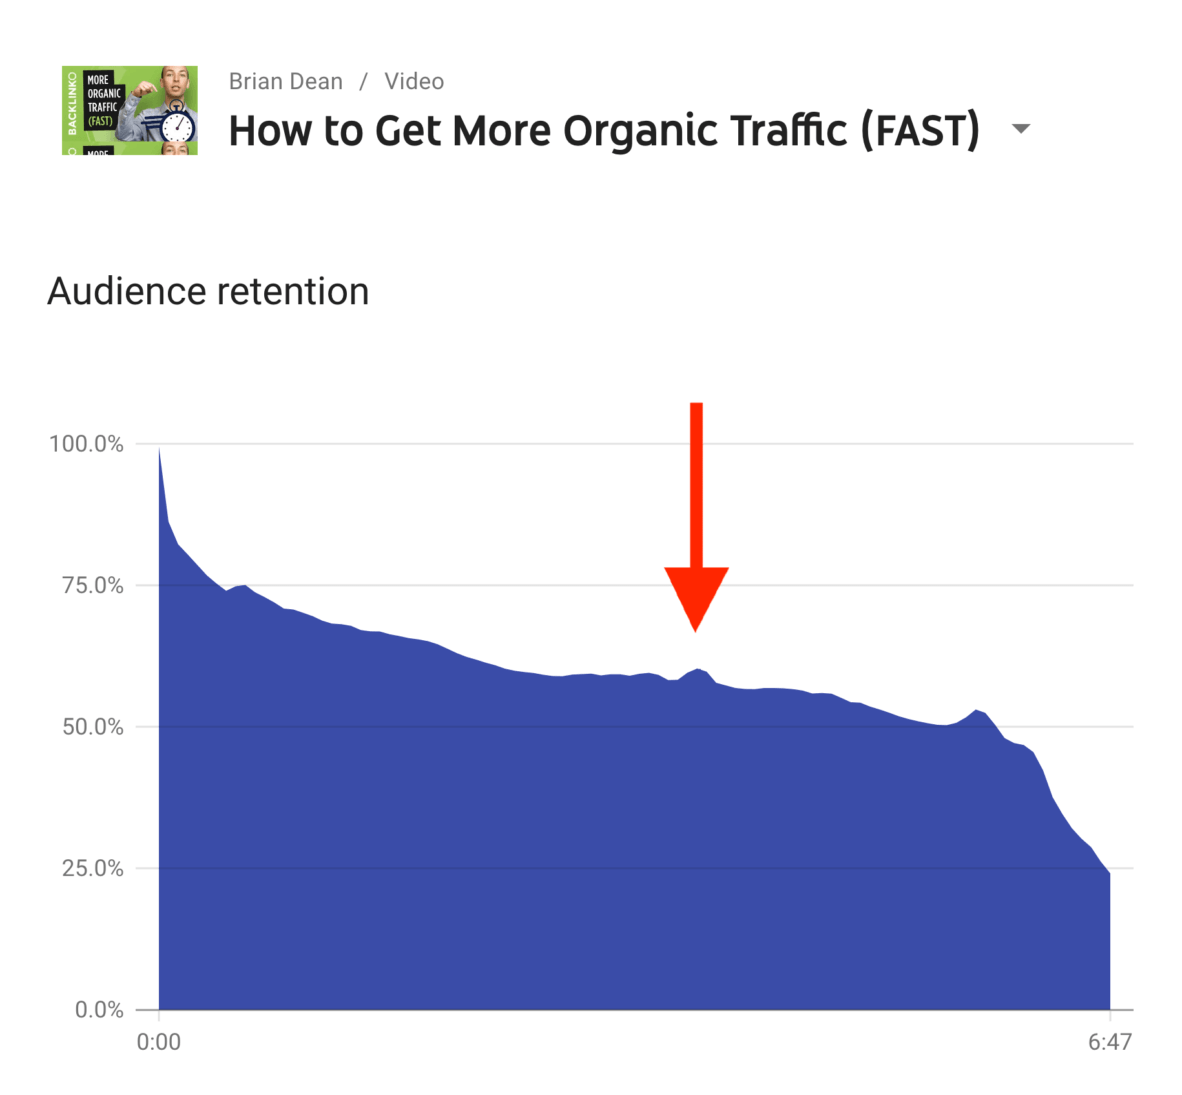 BACKLINKO
MORE
ORGANIC
TRAFFIC
(FAST)
MORE
Brian Dean / Video
How to Get More Organic Traffic (FAST)
Audience retention
100.0%
75.0%
50.0%
25.0%
0.0%
0:00
6:47